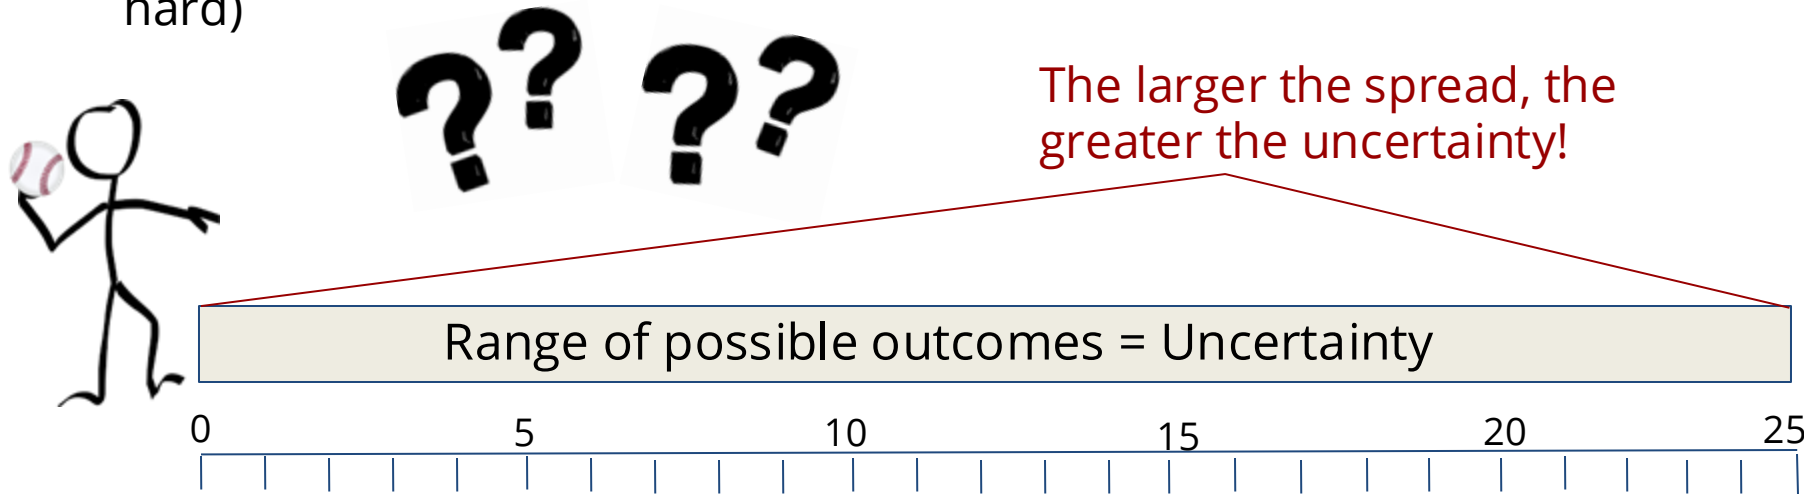 hard)
The larger the spread, the
greater the uncertainty!
Range of possible outcomes = Uncertainty
0 5 10 15 20 25